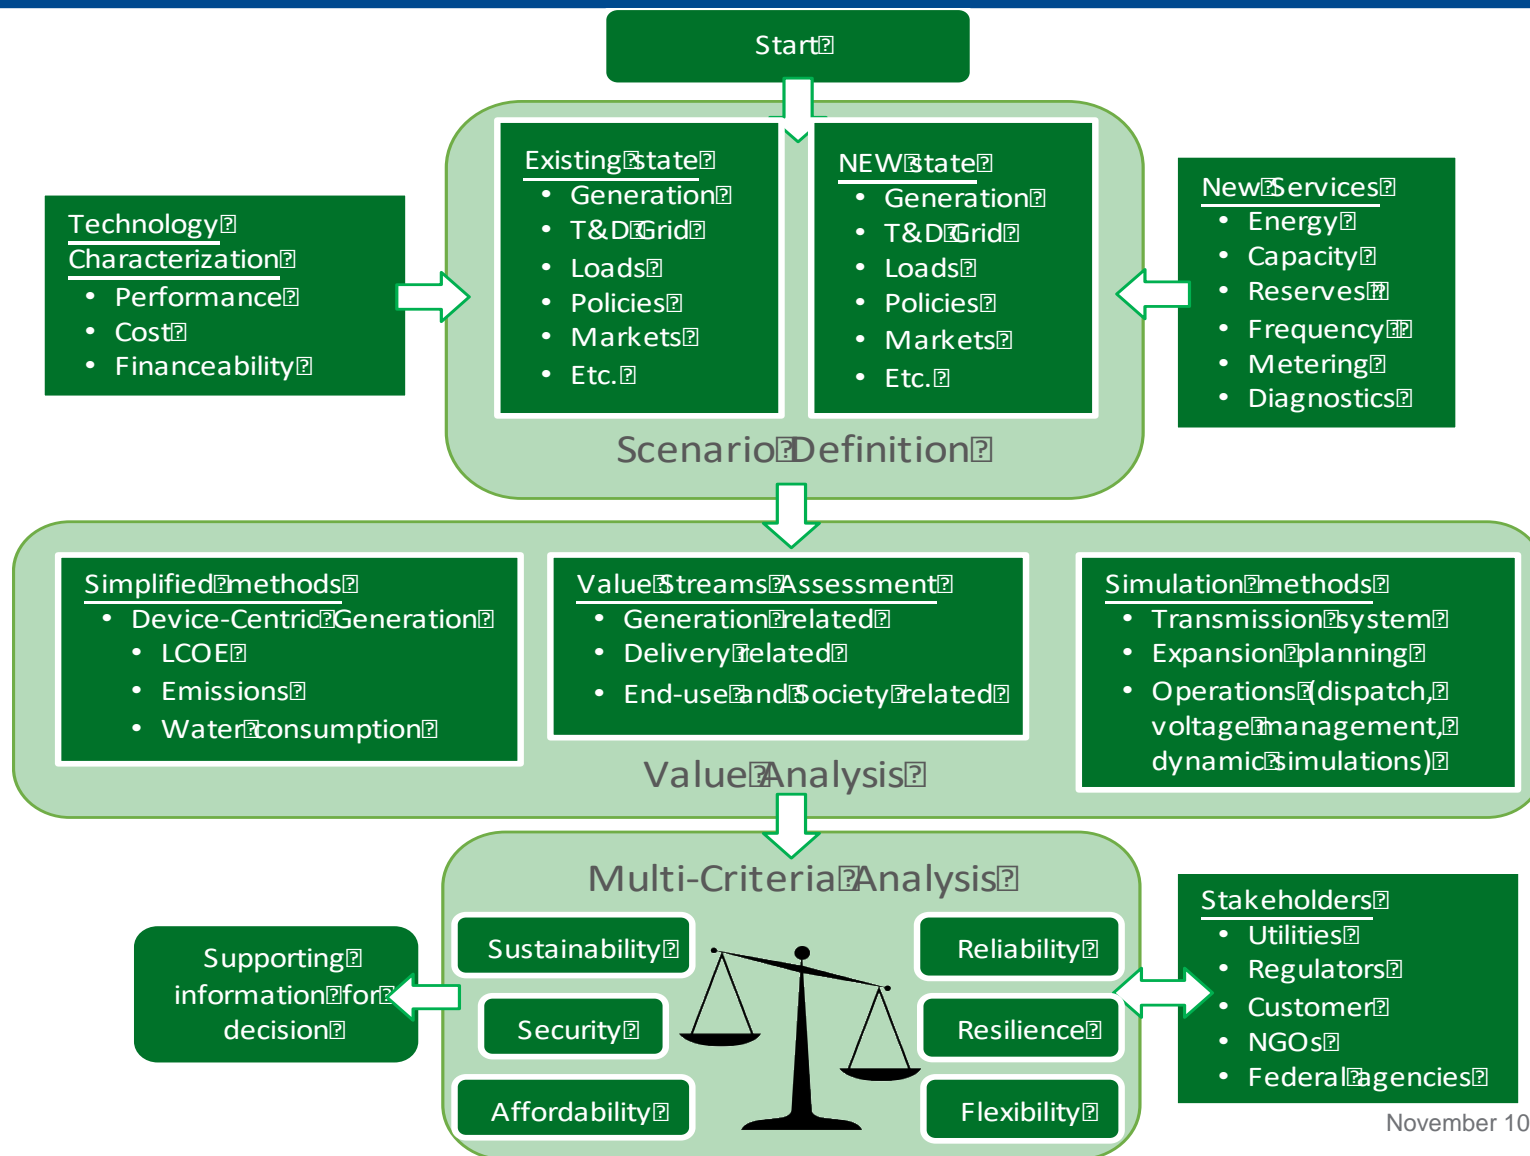 Start
Existing state
• Generation
• T&D Grid
• Loads
• Policies
• Markets
• Etc.
NEW state
• Generation
• T&D Grid
• Loads
• Policies
• Markets
• Etc.
Technology
Characterization
• Performance
• Cost
• Financeability
New Services
• Energy
• Capacity
• Reserves
• Frequency
• Metering
• Diagnostics
Scenario Definition
Simplified methods
• Device-Centric Generation
• LCOE
• Emissions
• Water consumption
Value Streams Assessment
• Generation related
• Delivery related
• End-use and Society related
Simulation methods
• Transmission system
• Expansion planning
• Operations (dispatch,
voltage management,
dynamic simulations)
Value Analysis
Multi-Criteria Analysis
Sustainability
Security
Affordability
Reliability
Resilience
Flexibility
Supporting
information for
decision
Stakeholders
• Utilities
• Regulators
• Customer
• NGOs
• Federal agencies
November 10